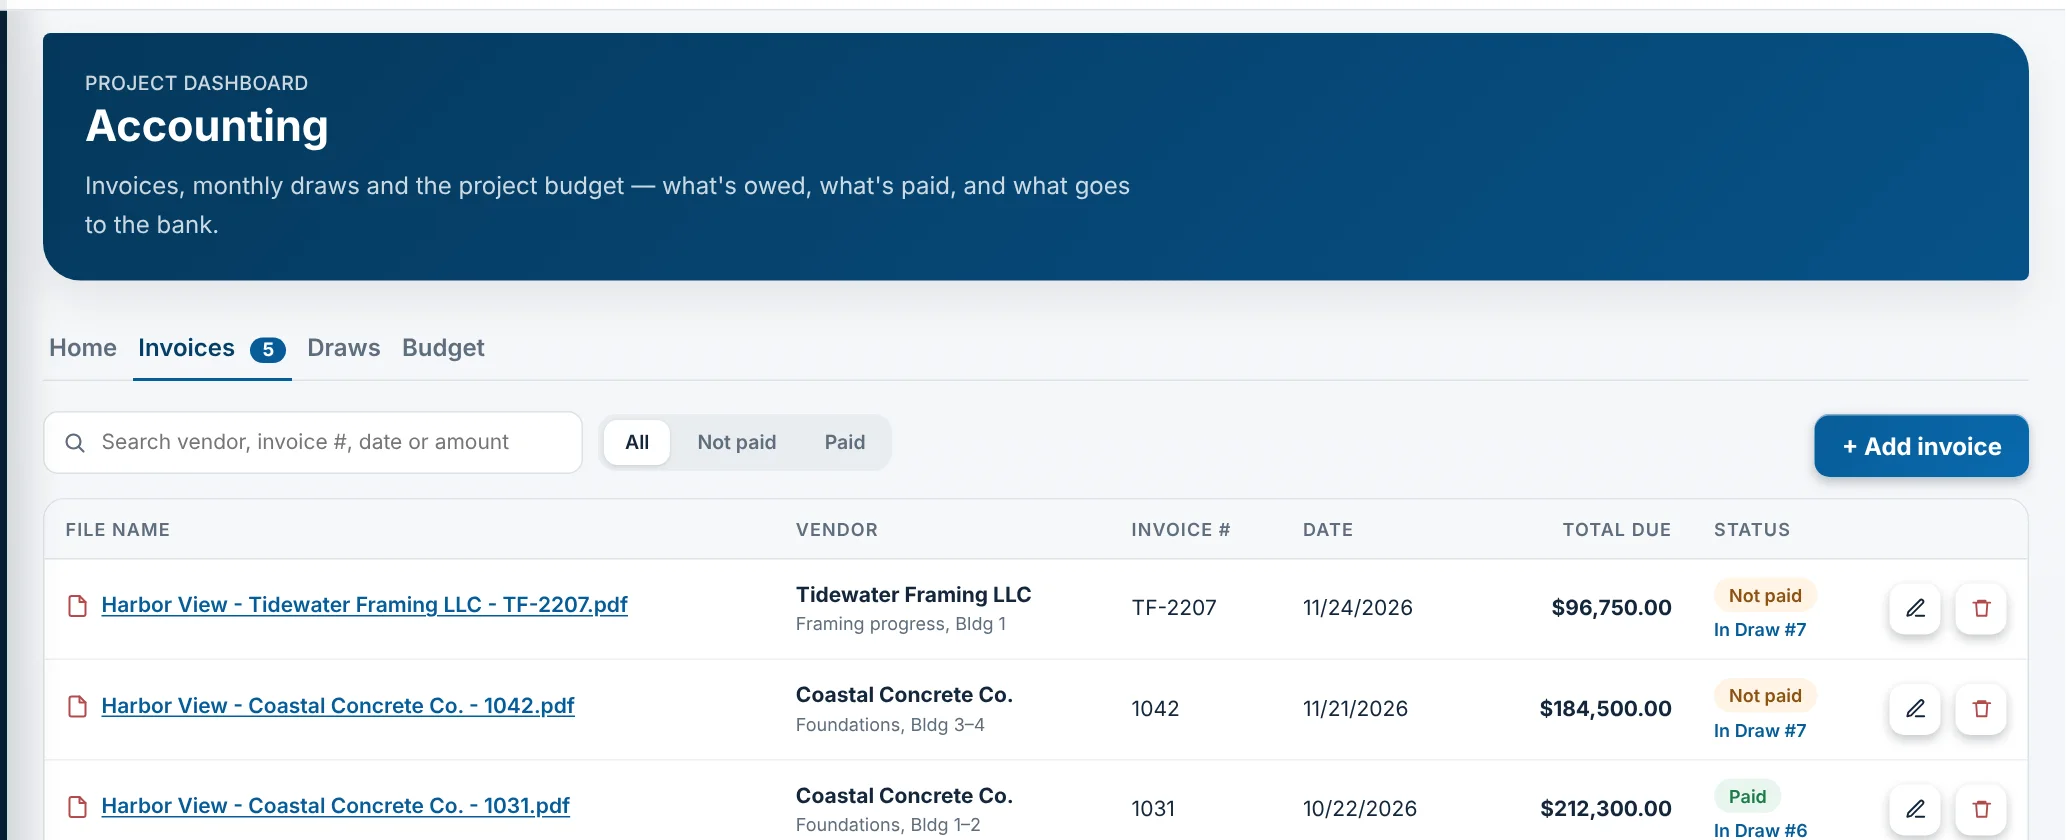 PROJECT DASHBOARD
Accounting
Invoices, monthly draws and the project budget — what's owed, what's paid, and what goes
to the bank.
Home Invoices 5 Draws Budget
Search vendor, invoice #, date or amount All Not paid Paid + Add invoice
FILE NAME VENDOR INVOICE # DATE TOTAL DUE STATUS
Harbor View - Tidewater Framing LLC - TF-2207.pdf Tidewater Framing LLC TF-2207 11/24/2026 $96,750.00 Not paid
Framing progress, Bldg 1 In Draw #7
Harbor View - Coastal Concrete Co. - 1042.pdf Coastal Concrete Co. 1042 11/21/2026 $184,500.00 Not paid
Foundations, Bldg 3–4 In Draw #7
Harbor View - Coastal Concrete Co. - 1031.pdf Coastal Concrete Co. 1031 10/22/2026 $212,300.00 Paid
Foundations, Bldg 1–2 In Draw #6